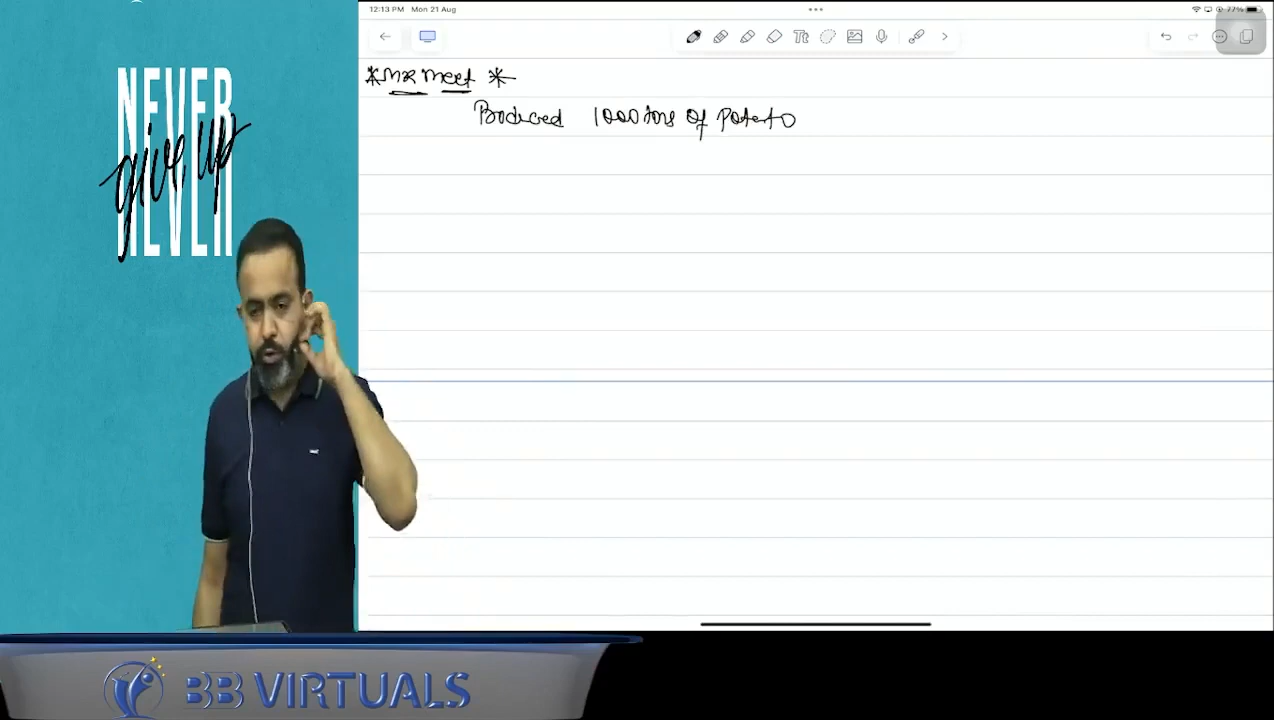 12:13 PM Mon 21 Aug
77%
NEVER
give up
NEVER
*Mr Meet *
Produced 1000 tons of Potato
BB VIRTUALS